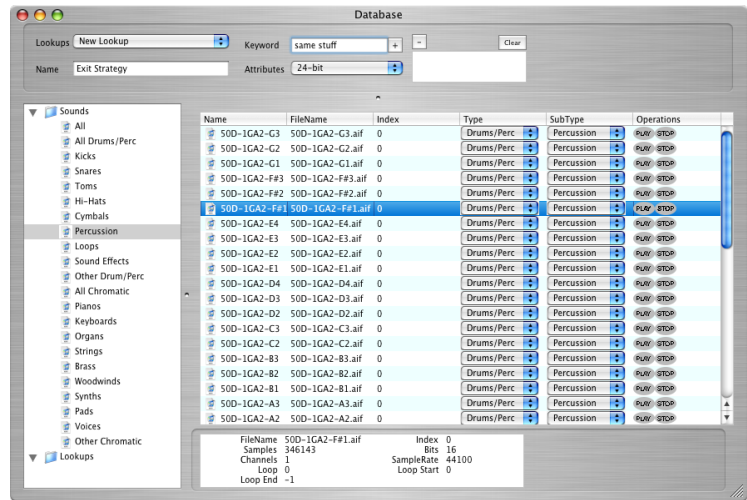 Database
Lookups New Lookup Keyword same stuff + - Clear
Name Exit Strategy Attributes 24-bit
Sounds
All
All Drums/Perc
Kicks
Snares
Toms
Hi-Hats
Cymbals
Percussion
Loops
Sound Effects
Other Drum/Perc
All Chromatic
Pianos
Keyboards
Organs
Strings
Brass
Woodwinds
Synths
Pads
Voices
Other Chromatic
Lookups
Name FileName Index Type SubType Operations
50D-1GA2-G3 50D-1GA2-G3.aif 0 Drums/Perc Percussion PLAY STOP
50D-1GA2-G2 50D-1GA2-G2.aif 0 Drums/Perc Percussion PLAY STOP
50D-1GA2-G1 50D-1GA2-G1.aif 0 Drums/Perc Percussion PLAY STOP
50D-1GA2-F#3 50D-1GA2-F#3.aif 0 Drums/Perc Percussion PLAY STOP
50D-1GA2-F#2 50D-1GA2-F#2.aif 0 Drums/Perc Percussion PLAY STOP
50D-1GA2-F#1 50D-1GA2-F#1.aif 0 Drums/Perc Percussion PLAY STOP
50D-1GA2-E4 50D-1GA2-E4.aif 0 Drums/Perc Percussion PLAY STOP
50D-1GA2-E3 50D-1GA2-E3.aif 0 Drums/Perc Percussion PLAY STOP
50D-1GA2-E2 50D-1GA2-E2.aif 0 Drums/Perc Percussion PLAY STOP
50D-1GA2-E1 50D-1GA2-E1.aif 0 Drums/Perc Percussion PLAY STOP
50D-1GA2-D4 50D-1GA2-D4.aif 0 Drums/Perc Percussion PLAY STOP
50D-1GA2-D3 50D-1GA2-D3.aif 0 Drums/Perc Percussion PLAY STOP
50D-1GA2-D2 50D-1GA2-D2.aif 0 Drums/Perc Percussion PLAY STOP
50D-1GA2-C3 50D-1GA2-C3.aif 0 Drums/Perc Percussion PLAY STOP
50D-1GA2-C2 50D-1GA2-C2.aif 0 Drums/Perc Percussion PLAY STOP
50D-1GA2-B3 50D-1GA2-B3.aif 0 Drums/Perc Percussion PLAY STOP
50D-1GA2-B2 50D-1GA2-B2.aif 0 Drums/Perc Percussion PLAY STOP
50D-1GA2-B1 50D-1GA2-B1.aif 0 Drums/Perc Percussion PLAY STOP
50D-1GA2-A3 50D-1GA2-A3.aif 0 Drums/Perc Percussion PLAY STOP
50D-1GA2-A2 50D-1GA2-A2.aif 0 Drums/Perc Percussion PLAY STOP
FileName 50D-1GA2-F#1.aif Index 0
Samples 346143 Bits 16
Channels 1 SampleRate 44100
Loop 0 Loop Start 0
Loop End -1